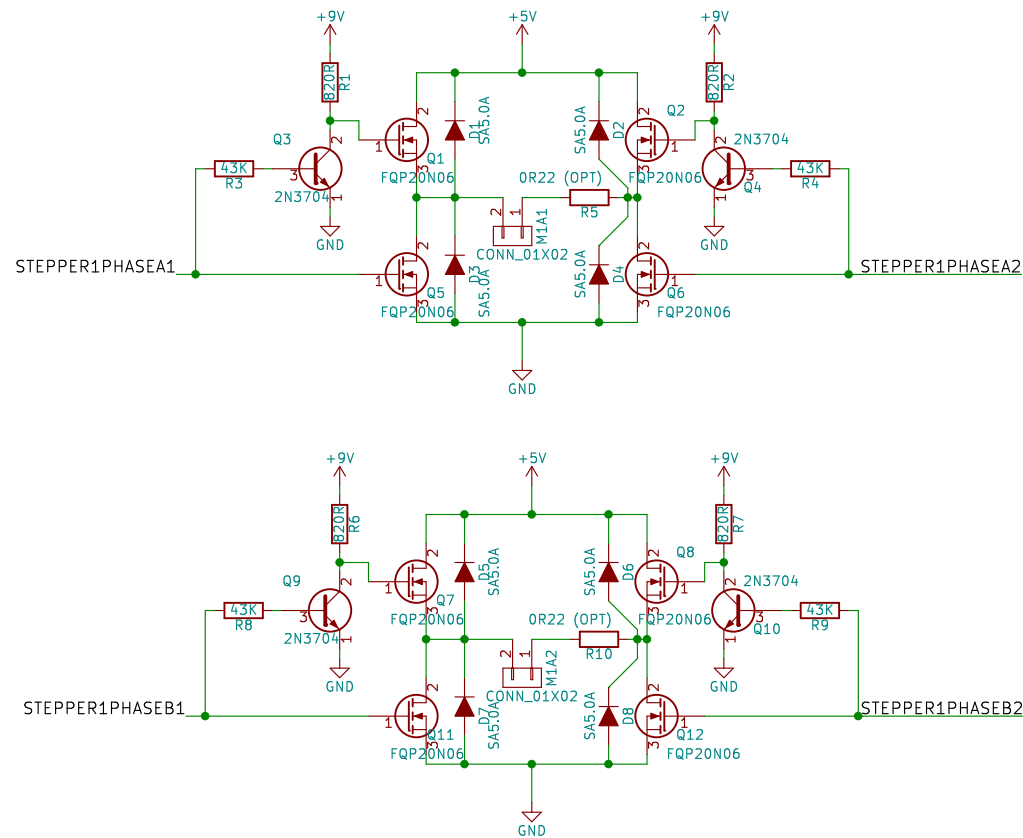 +9V
+5V
+9V
820R
R1
820R
R2
Q3
2
1
2
Q1
FQP20N06
3
D1
SA5.0A
D2
SA5.0A
2
Q2
1
3
FQP20N06
2
2N3704
Q4
3
1
43K
R3
3
2N3704
1
GND
43K
R4
GND
0R22 (OPT)
R5
2
1
M1A1
CONN_01X02
STEPPER1PHASEA1
1
2
Q5
3
FQP20N06
D3
SA5.0A
SA5.0A
D4
2
1
Q6
3
FQP20N06
STEPPER1PHASEA2
GND
+9V
+5V
+9V
820R
R6
820R
R7
Q9
2
1
2
Q7
3
FQP20N06
D5
SA5.0A
SA5.0A
D6
2
Q8
1
3
FQP20N06
2
2N3704
3
Q10
1
43K
R8
3
2N3704
1
GND
43K
R9
GND
0R22 (OPT)
R10
2
1
M1A2
CONN_01X02
STEPPER1PHASEB1
1
2
Q11
3
FQP20N06
D7
SA5.0A
SA5.0A
D8
2
1
Q12
3
FQP20N06
STEPPER1PHASEB2
GND